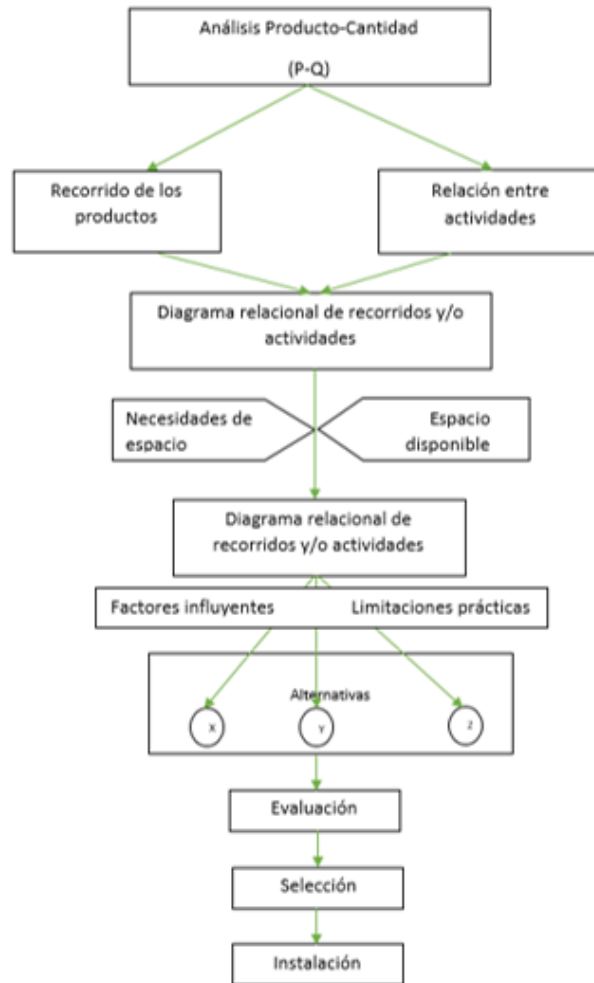 Análisis Producto-Cantidad
(P-Q)
Recorrido de los
productos
Relación entre
actividades
Diagrama relacional de recorridos y/o
actividades
Necesidades de
espacio
Espacio
disponible
Diagrama relacional de
recorridos y/o actividades
Factores influyentes
Limitaciones prácticas
Alternativas
X
Y
Z
Evaluación
Selección
Instalación